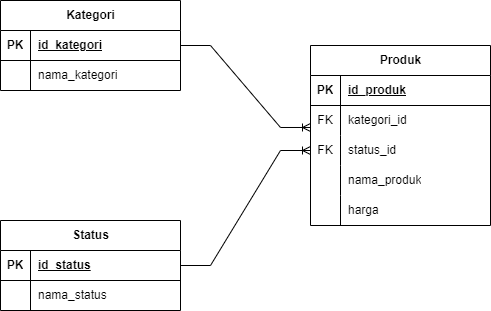 Kategori
PK id_kategori
nama_kategori
Produk
PK id_produk
FK kategori_id
FK status_id
nama_produk
harga
Status
PK id_status
nama_status